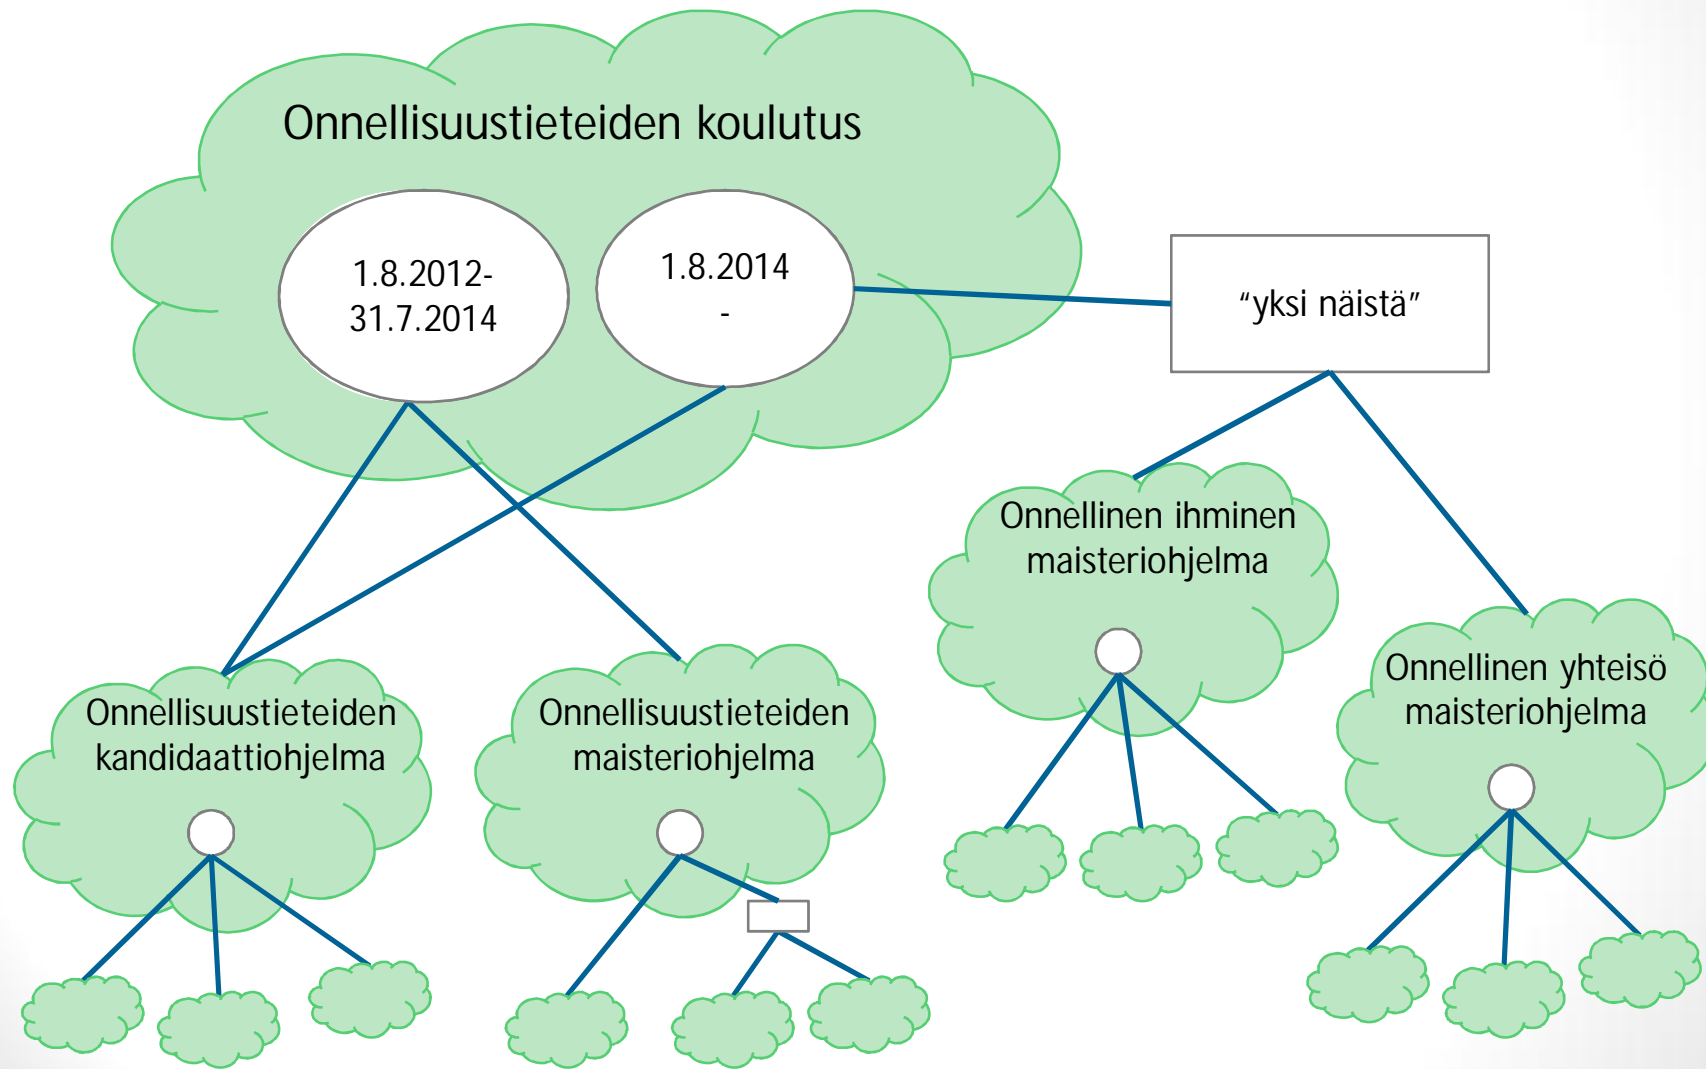 Onnellisuustieteiden koulutus
1.8.2012-
31.7.2014
1.8.2014
-
“yksi näistä”
Onnellinen ihminen
maisteriohjelma
Onnellinen yhteisö
maisteriohjelma
Onnellisuustieteiden
kandidaattiohjelma
Onnellisuustieteiden
maisteriohjelma